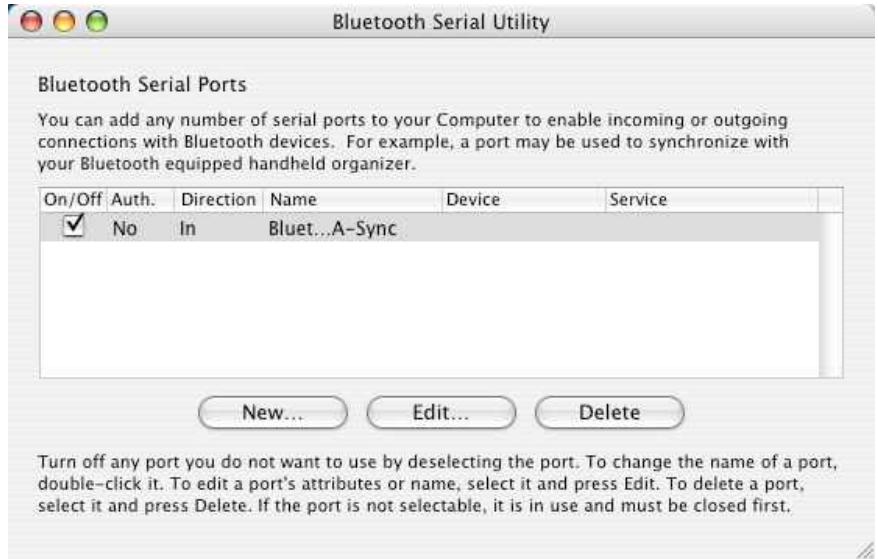 Bluetooth Serial Utility
Bluetooth Serial Ports
You can add any number of serial ports to your Computer to enable incoming or outgoing
connections with Bluetooth devices. For example, a port may be used to synchronize with
your Bluetooth equipped handheld organizer.
On/Off Auth. Direction Name Device Service
No In Bluet...A-Sync
New... Edit... Delete
Turn off any port you do not want to use by deselecting the port. To change the name of a port,
double-click it. To edit a port's attributes or name, select it and press Edit. To delete a port,
select it and press Delete. If the port is not selectable, it is in use and must be closed first.